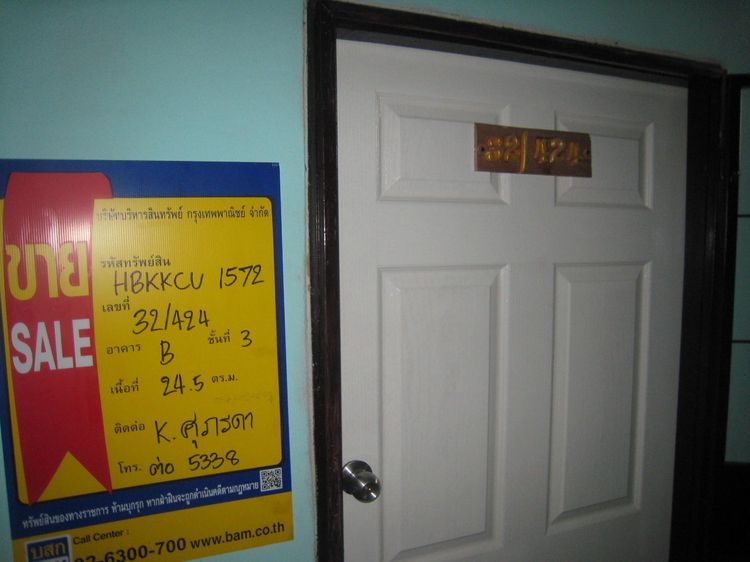 บริษัทบริหารสินทรัพย์ กรุงเทพพาณิชย์ จำกัด
ขาย
SALE
รหัสทรัพย์สิน
HBKKCU 1572
เลขที่ 32/424
อาคาร B ชั้นที่ 3
เนื้อที่ 24.5 ตร.ม.
ติดต่อ K. ศุภรดา
โทร. ต่อ 5338
ทรัพย์สินของทางราชการ ห้ามบุกรุก หากฝ่าฝืนจะถูกดำเนินคดีตามกฎหมาย
บสก
Call Center :
02-6300-700 www.bam.co.th
32/424